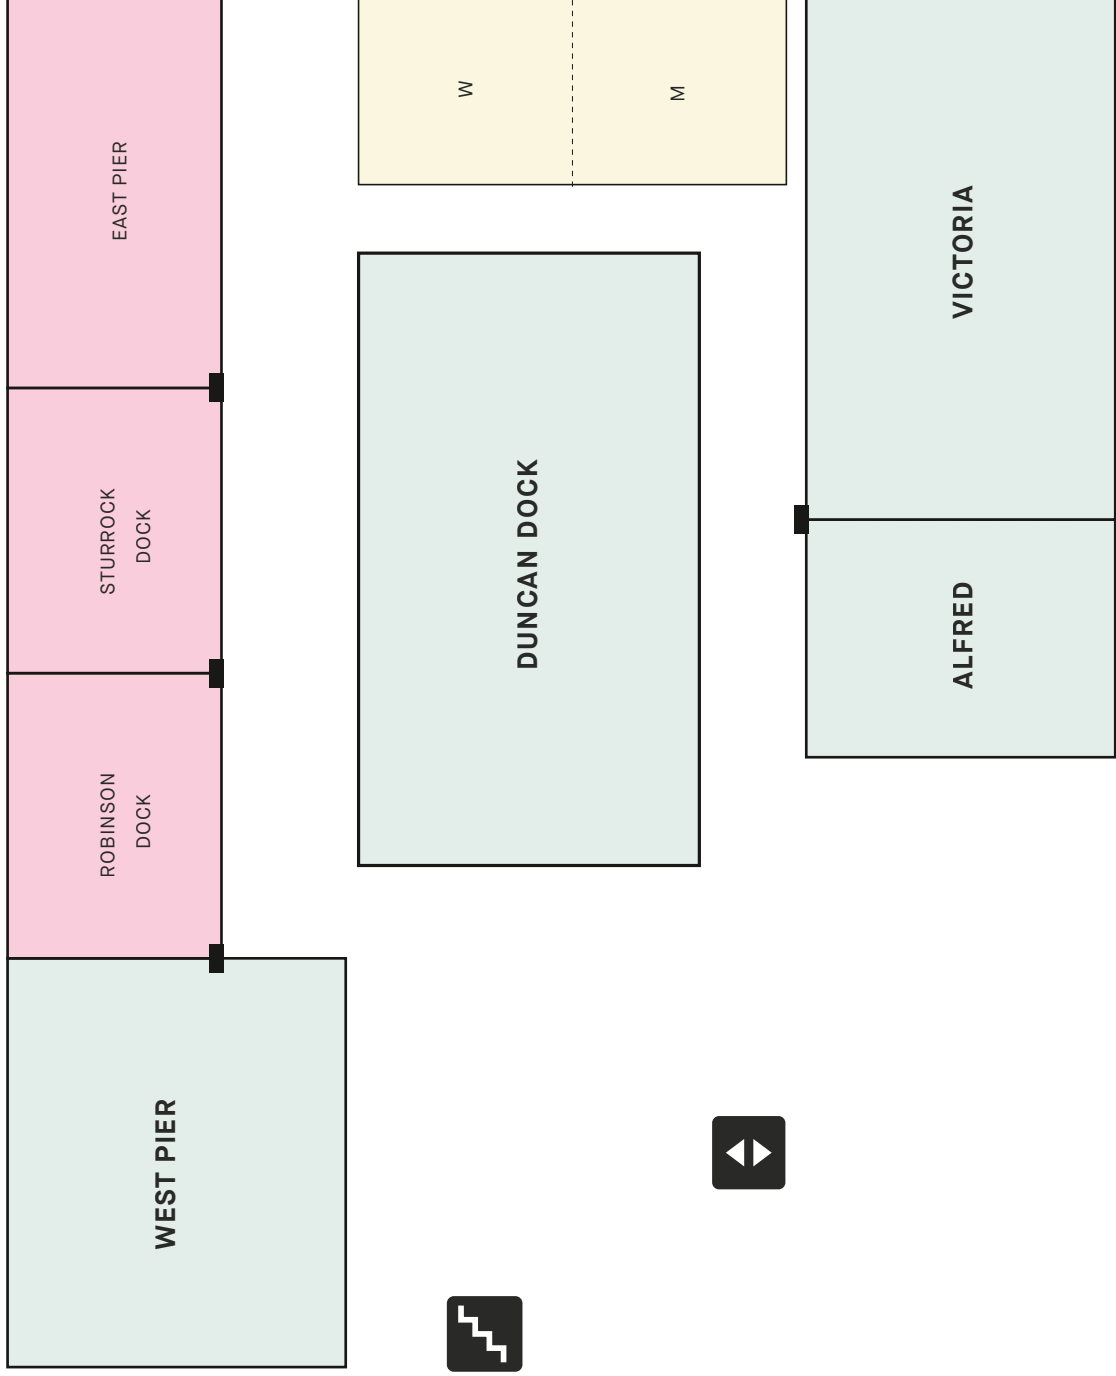 WEST PIER
ROBINSON
DOCK
STURROCK
DOCK
EAST PIER
DUNCAN DOCK
W
M
ALFRED
VICTORIA